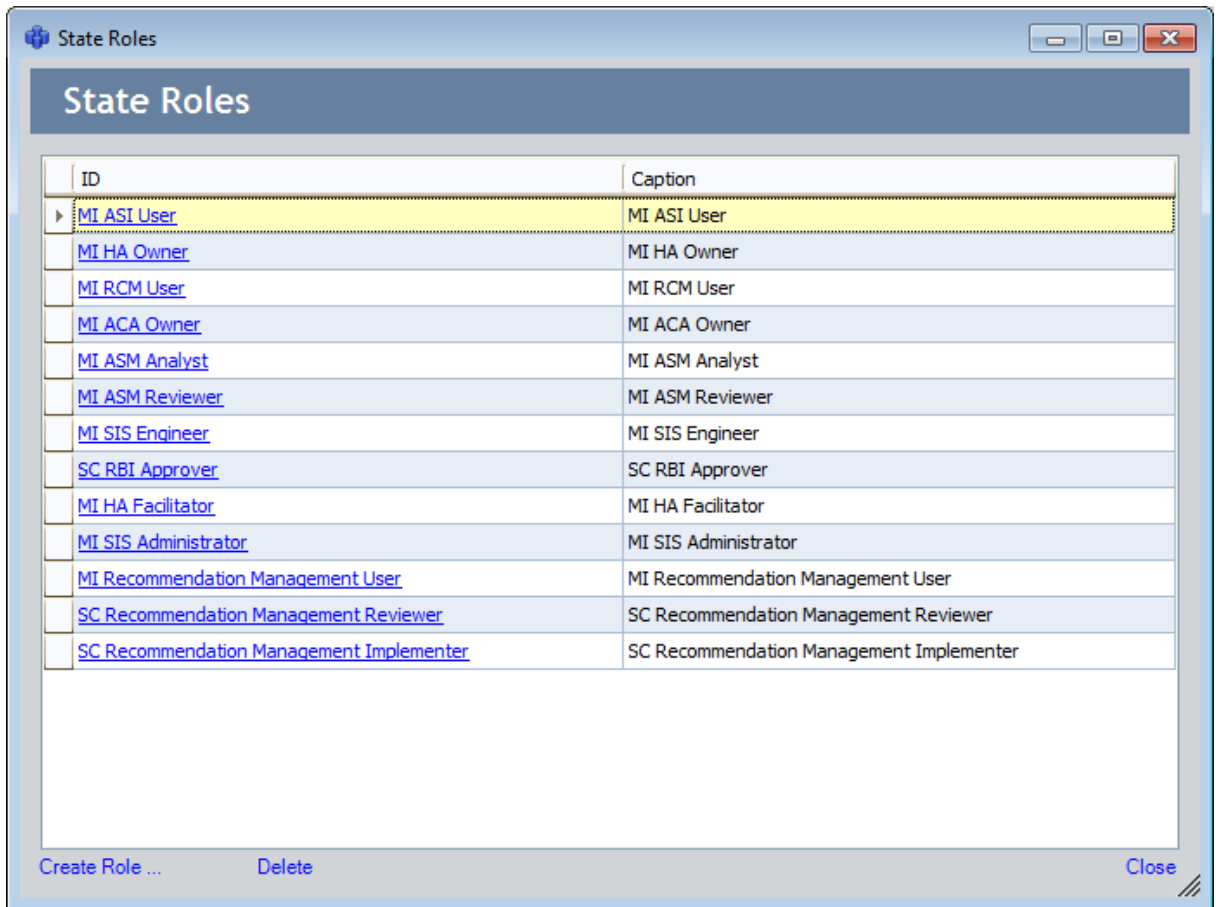 State Roles
State Roles
ID Caption
MI ASI User MI ASI User
MI HA Owner MI HA Owner
MI RCM User MI RCM User
MI ACA Owner MI ACA Owner
MI ASM Analyst MI ASM Analyst
MI ASM Reviewer MI ASM Reviewer
MI SIS Engineer MI SIS Engineer
SC RBI Approver SC RBI Approver
MI HA Facilitator MI HA Facilitator
MI SIS Administrator MI SIS Administrator
MI Recommendation Management User MI Recommendation Management User
SC Recommendation Management Reviewer SC Recommendation Management Reviewer
SC Recommendation Management Implementer SC Recommendation Management Implementer
Create Role ... Delete Close